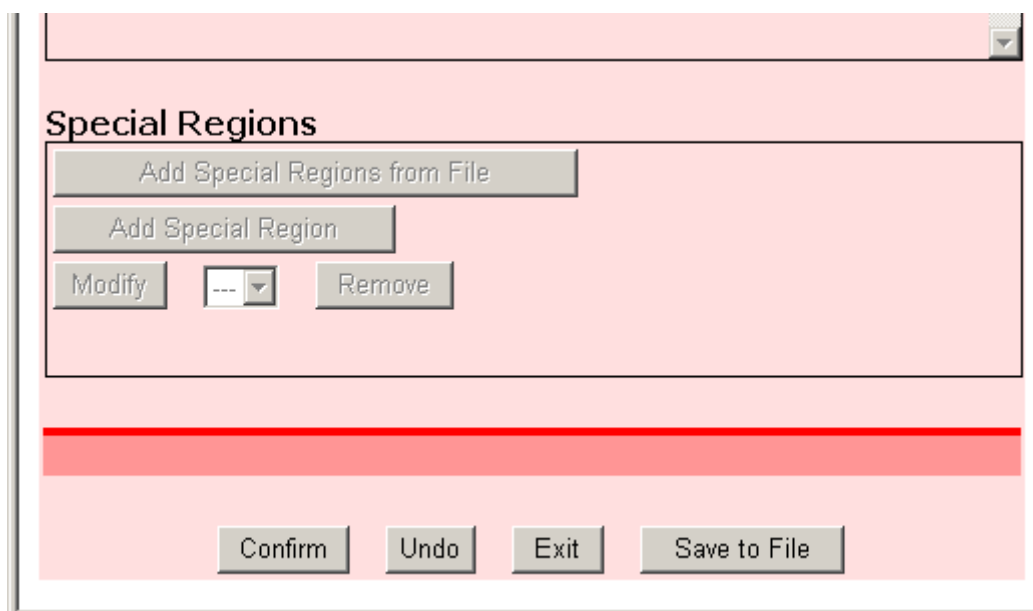 Special Regions
Add Special Regions from File
Add Special Region
Modify --- Remove
Confirm Undo Exit Save to File